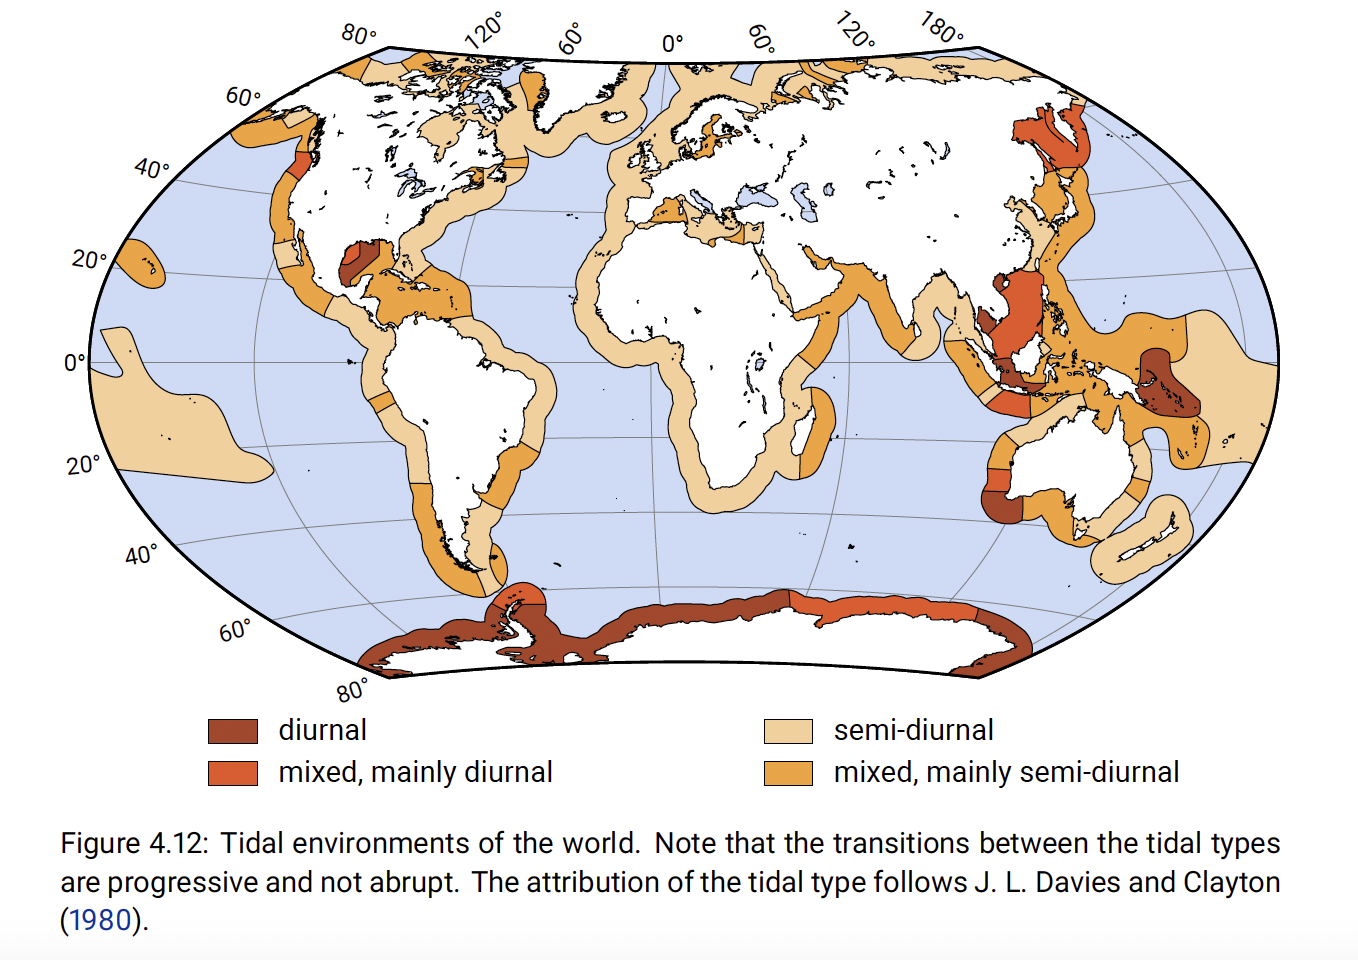 80° 120° 60° 0° 60° 120° 180°
60°
40°
20°
0°
20°
40°
60°
80°
diurnal
semi-diurnal
mixed, mainly diurnal
mixed, mainly semi-diurnal
Figure 4.12: Tidal environments of the world. Note that the transitions between the tidal types
are progressive and not abrupt. The attribution of the tidal type follows J. L. Davies and Clayton
(1980).